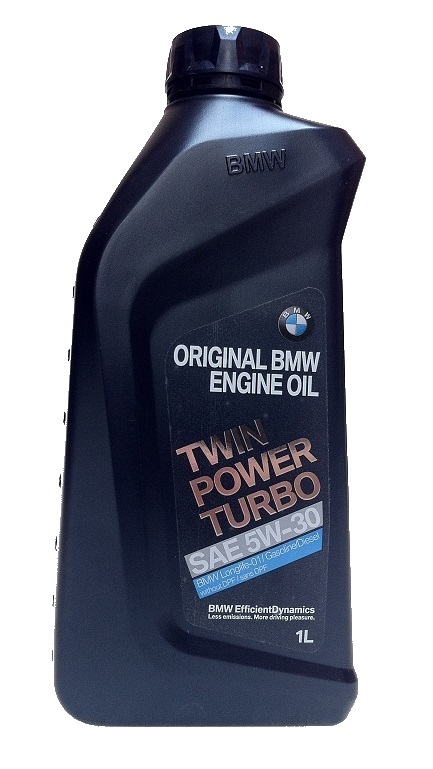 BMW
BMW
ORIGINAL BMW
ENGINE OIL
TWIN
POWER
TURBO
SAE 5W-30
BMW Longlife-01/Gasoline/Diesel
without DPF / sans DPF
BMW EfficientDynamics
Less emissions. More driving pleasure.
1L